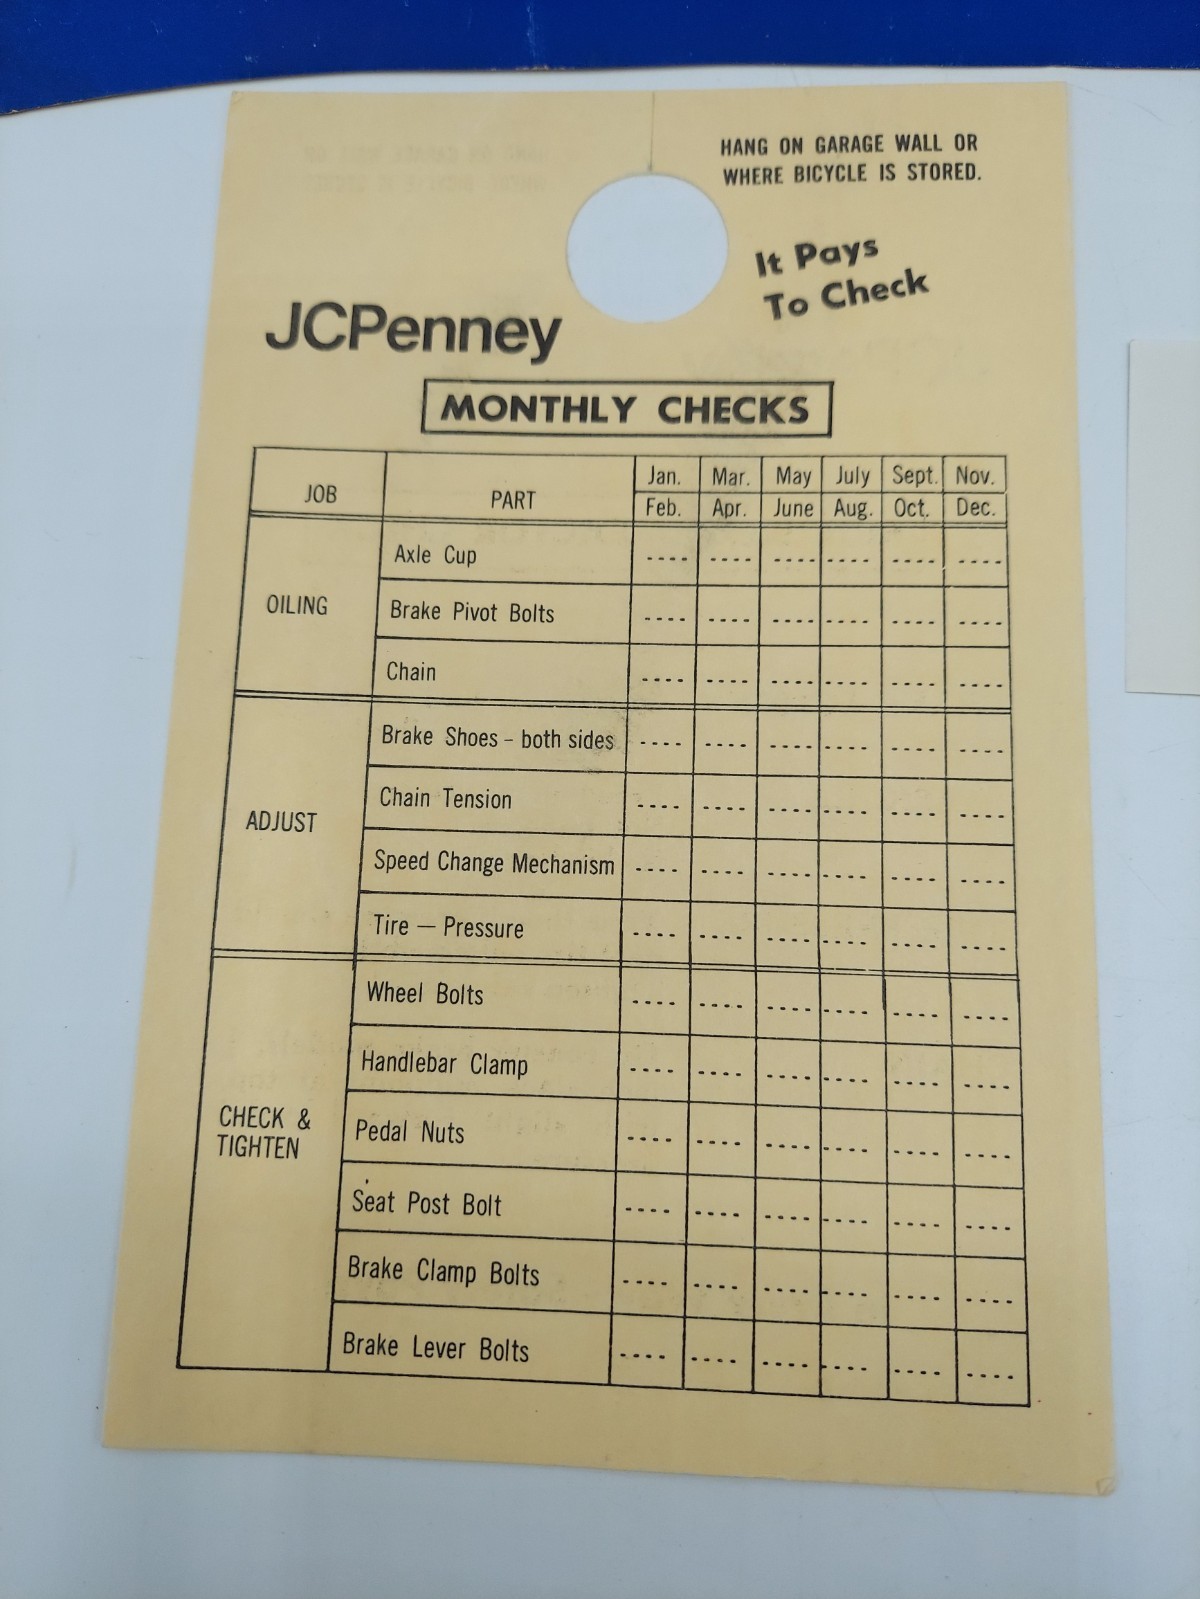 HANG ON GARAGE WALL OR
WHERE BICYCLE IS STORED.
It Pays
To Check
JCPenney
MONTHLY CHECKS
JOB PART Jan. Mar. May July Sept. Nov.
Feb. Apr. June Aug. Oct. Dec.
OILING
Axle Cup .... .... .... .... .... ....
Brake Pivot Bolts .... .... .... .... .... ....
Chain .... .... .... .... .... ....
ADJUST
Brake Shoes - both sides .... .... .... .... .... ....
Chain Tension .... .... .... .... .... ....
Speed Change Mechanism .... .... .... .... .... ....
Tire — Pressure .... .... .... .... .... ....
CHECK &
TIGHTEN
Wheel Bolts .... .... .... .... .... ....
Handlebar Clamp .... .... .... .... .... ....
Pedal Nuts .... .... .... .... .... ....
Seat Post Bolt .... .... .... .... .... ....
Brake Clamp Bolts .... .... .... .... .... ....
Brake Lever Bolts .... .... .... .... .... ....